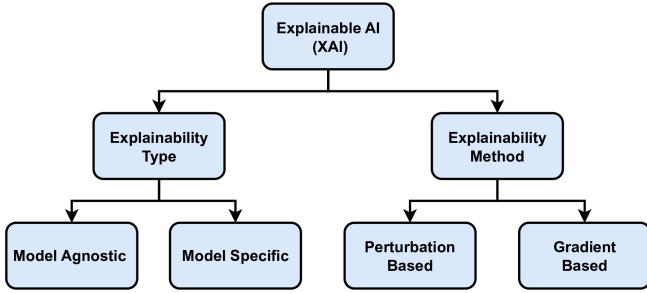 Explainable AI
(XAI)
Explainability
Type
Explainability
Method
Model Agnostic
Model Specific
Perturbation
Based
Gradient
Based